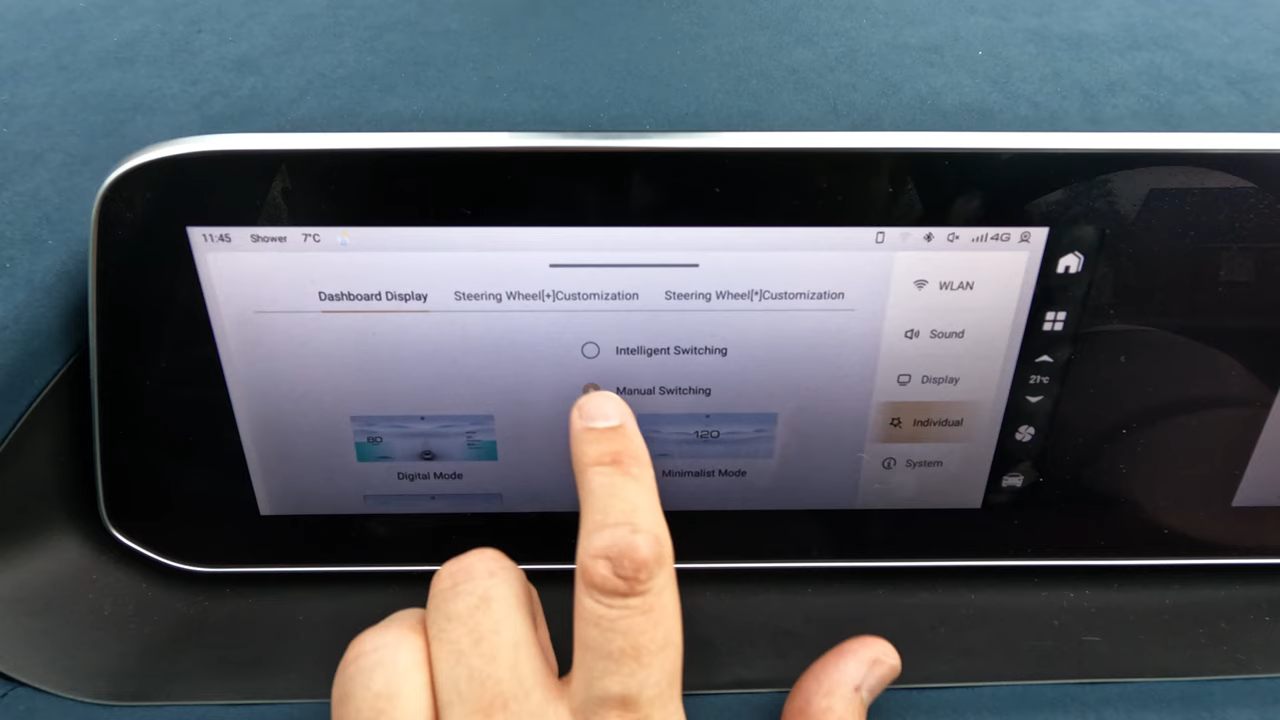 11:45 Shower 7°C 4G
Dashboard Display Steering Wheel[+]Customization Steering Wheel[*]Customization
Intelligent Switching
Manual Switching
80
120
Digital Mode
Minimalist Mode
WLAN
Sound
Display
Individual
System
21°c